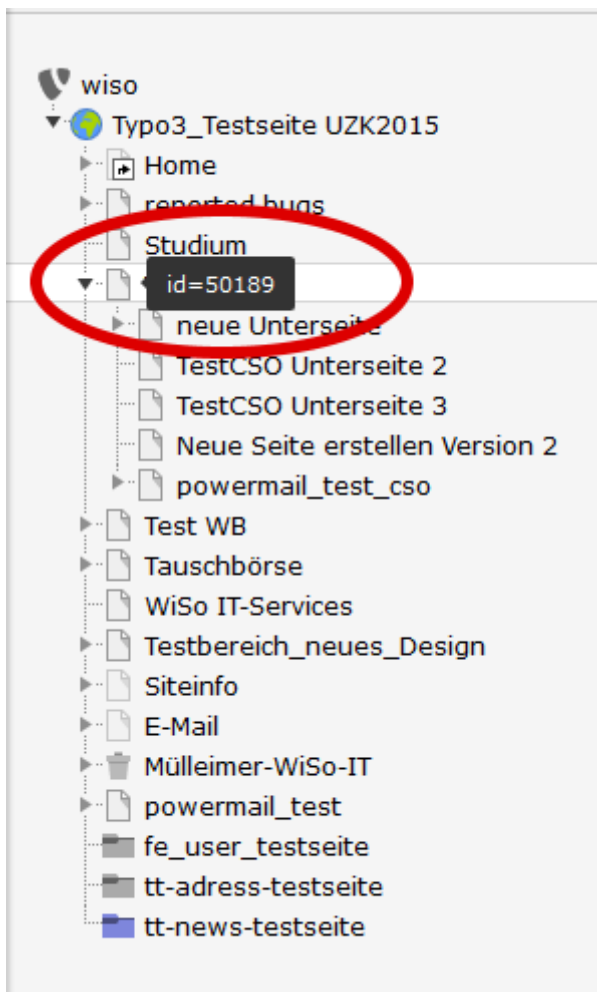 wiso
Typo3_Testseite UZK2015
Home
reported bugs
Studium
id=50189
neue Unterseite
TestCSO Unterseite 2
TestCSO Unterseite 3
Neue Seite erstellen Version 2
powermail_test_cso
Test WB
Tauschbörse
WiSo IT-Services
Testbereich_neues_Design
Siteinfo
E-Mail
Mülleimer-WiSo-IT
powermail_test
fe_user_testseite
tt-adress-testseite
tt-news-testseite